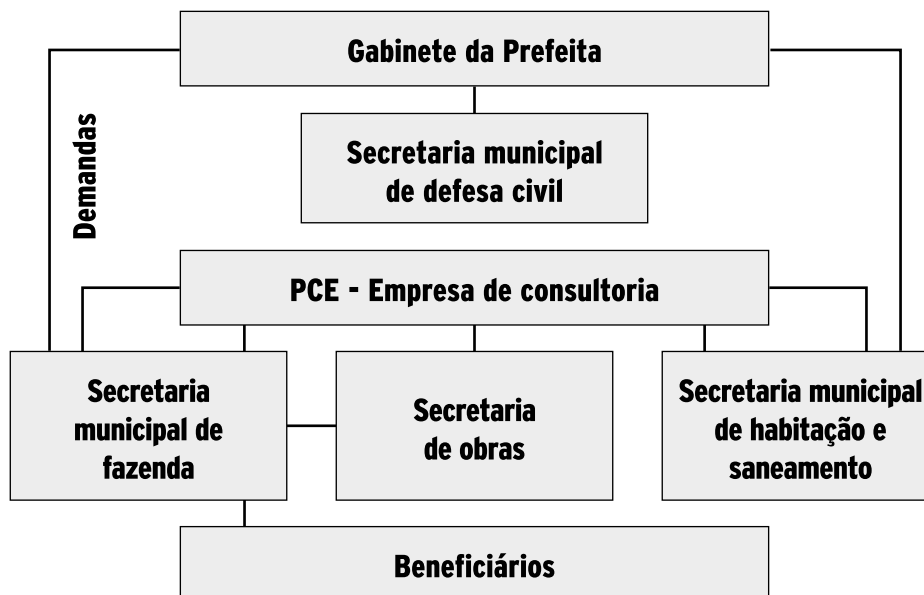 Gabinete da Prefeita
Demandas
Secretaria municipal
de defesa civil
PCE - Empresa de consultoria
Secretaria
municipal de
fazenda
Secretaria
de obras
Secretaria municipal
de habitação e
saneamento
Beneficiários